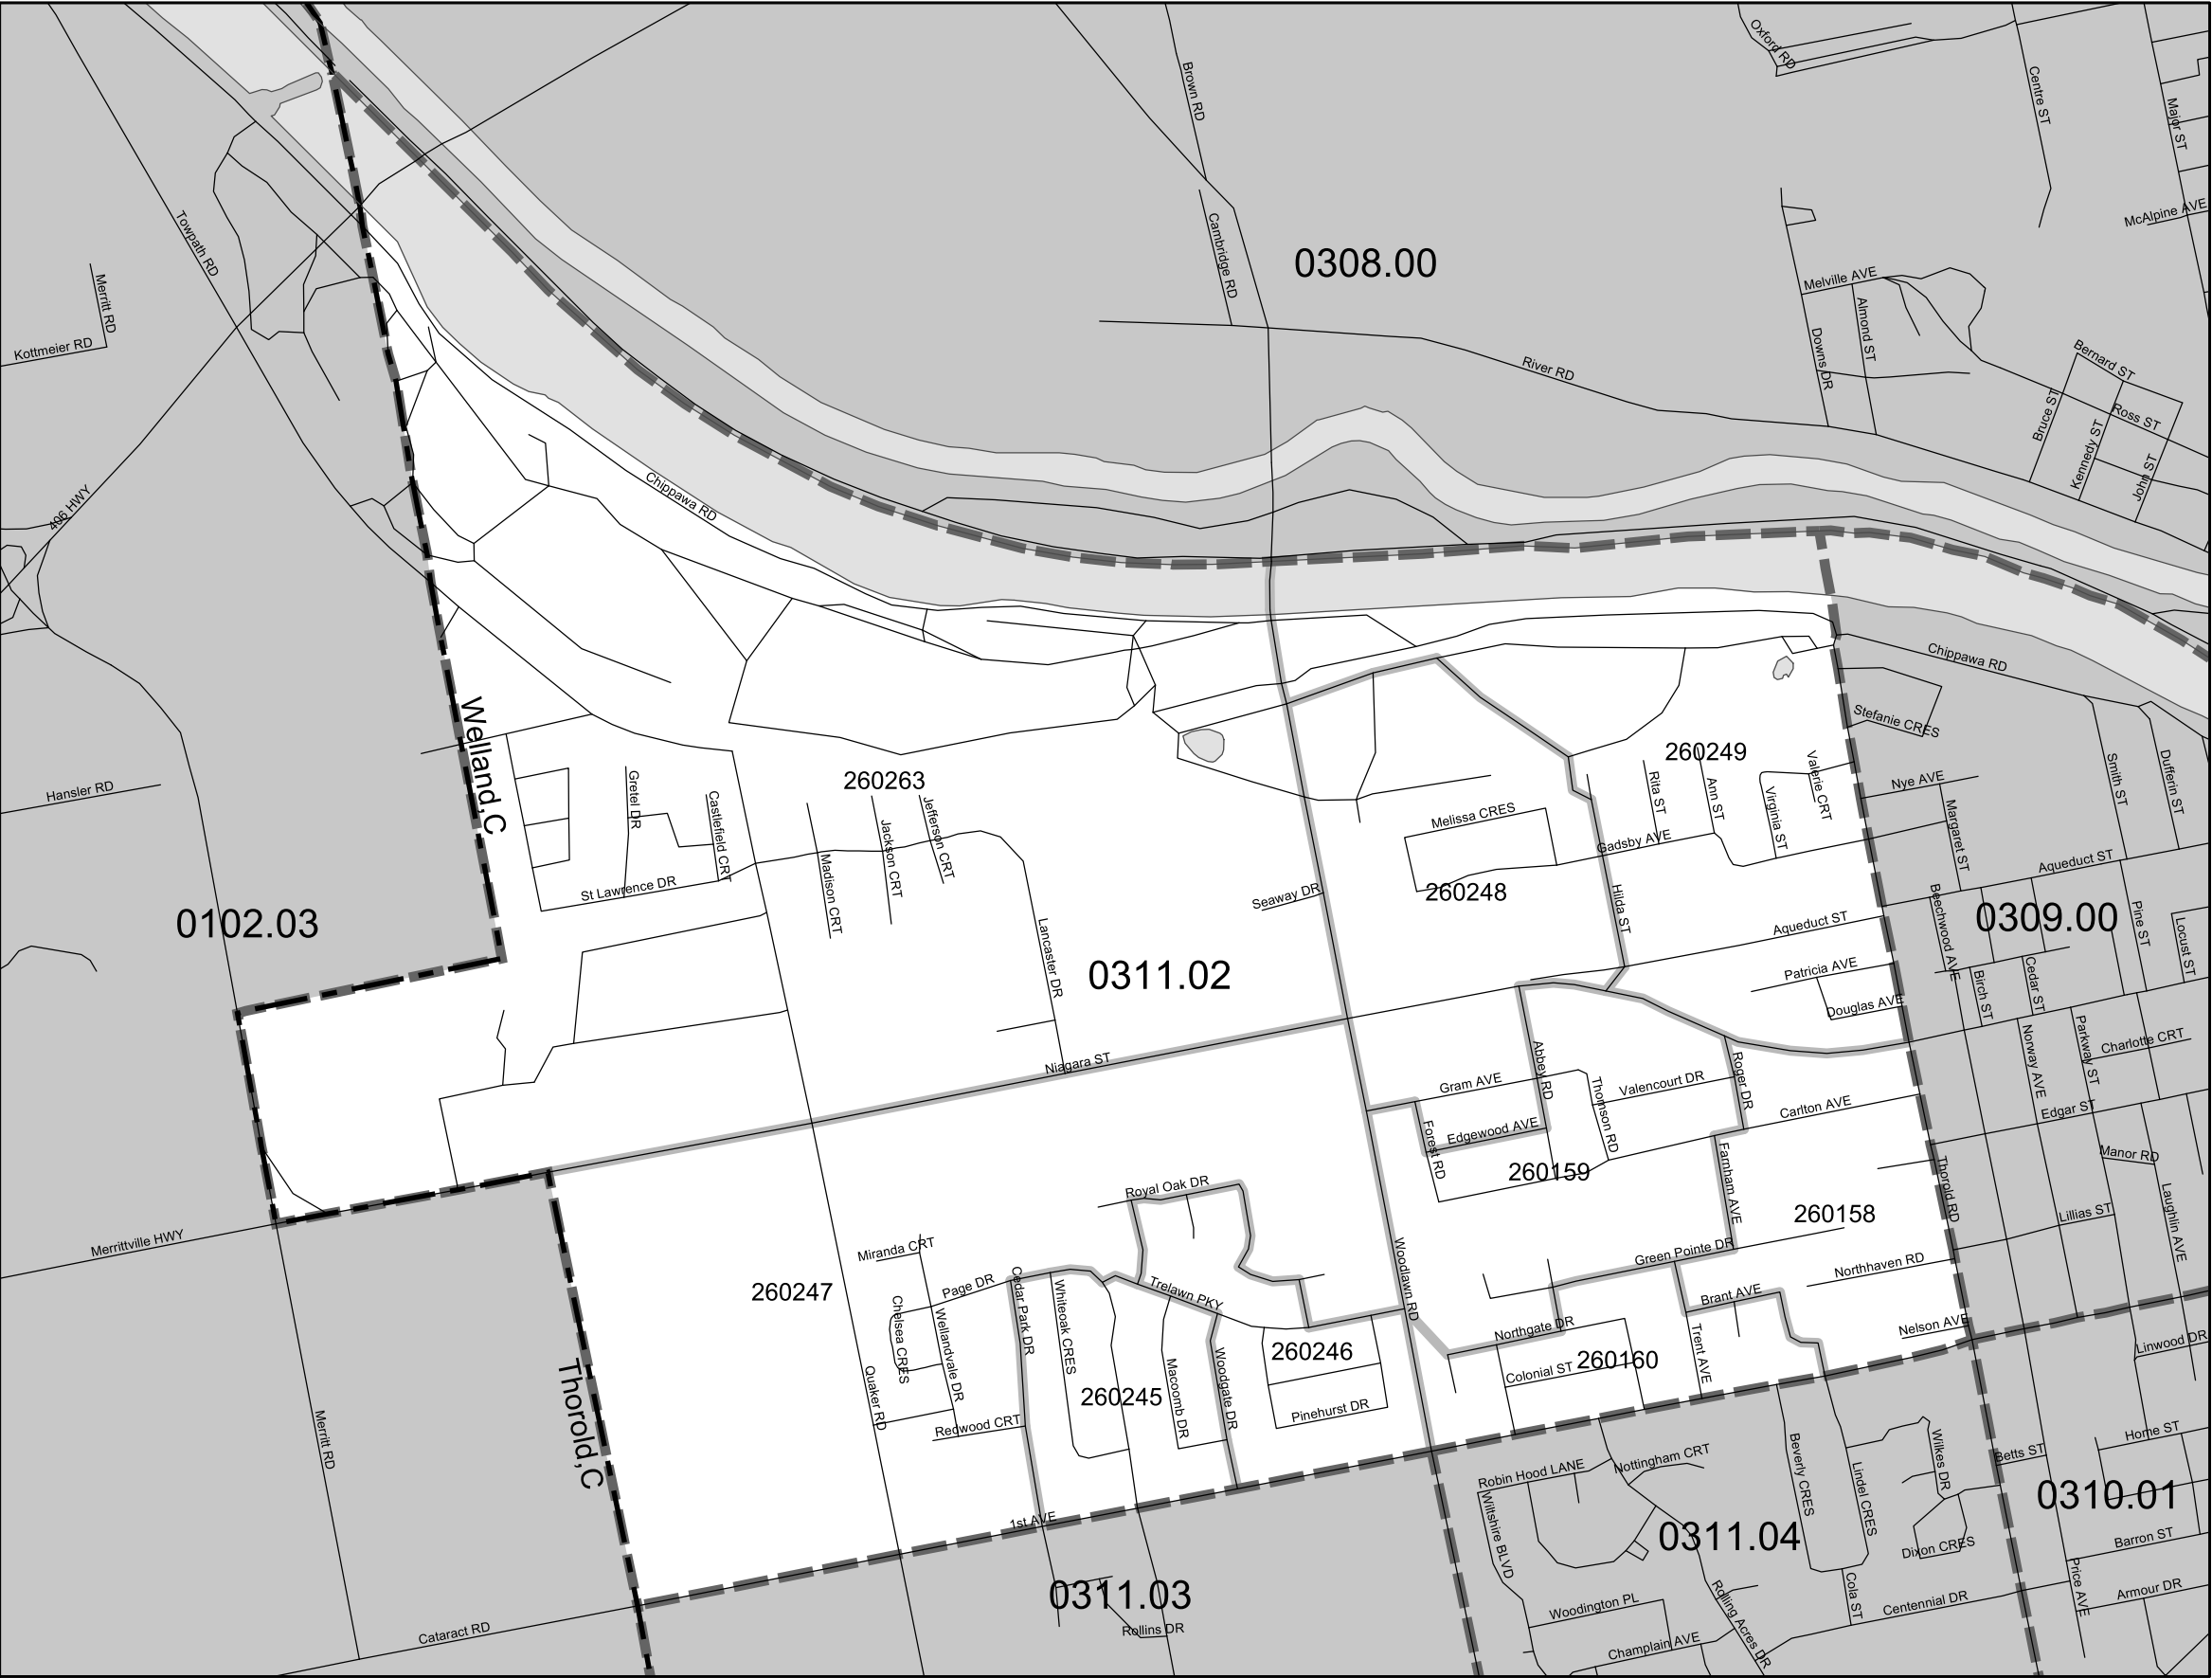 Oxford RD
Brown RD
Centre ST
Major ST
McAlpine AVE
Towpath RD
Cambridge RD
0308.00
Merritt RD
Kottmeier RD
Melville AVE
Almond ST
Downs DR
River RD
Bernard ST
Ross ST
Bruce ST
Kennedy ST
John ST
406 HWY
Chippawa RD
Chippawa RD
Stefanie CRES
Welland,C
Hansler RD
260263
260249
Gretel DR
Castlefield CRT
Jefferson CRT
Jackson CRT
Madison CRT
St Lawrence DR
Rita ST
Ann ST
Virginia ST
Valerie CRT
Nye AVE
Smith ST
Dufferin ST
Margaret ST
Melissa CRES
Gadsby AVE
Aqueduct ST
Seaway DR
260248
Hilda ST
Beechwood AVE
0309.00
Pine ST
Locust ST
0102.03
Lancaster DR
0311.02
Aqueduct ST
Patricia AVE
Douglas AVE
Birch ST
Cedar ST
Niagara ST
Abbey RD
Gram AVE
Thomson RD
Valencourt DR
Roger DR
Norway AVE
Parkway ST
Charlotte CRT
Edgar ST
Carlton AVE
Forest RD
Edgewood AVE
260159
Farnham AVE
Thorold RD
Manor RD
Laughlin AVE
Lillias ST
Royal Oak DR
260158
Merrittville HWY
Miranda CRT
Woodlawn RD
Green Pointe DR
Northhaven RD
260247
Page DR
Cedar Park DR
Whiteoak CRES
Trelawn PKY
Chelsea CRES
Wellandvale DR
Brant AVE
Nelson AVE
Northgate DR
Trent AVE
Linwood DR
260246
Colonial ST
260160
Thorold,C
Quaker RD
260245
Macoomb DR
Woodgate DR
Pinehurst DR
Redwood CRT
Merritt RD
Robin Hood LANE
Nottingham CRT
Beverly CRES
Lindel CRES
Wilkes DR
Betts ST
Home ST
0310.01
1st AVE
Wiltshire BLVD
0311.04
Dixon CRES
Barron ST
0311.03
Rollins DR
Woodington PL
Rolling Acres DR
Cola ST
Centennial DR
Price AVE
Armour DR
Cataract RD
Champlain AVE